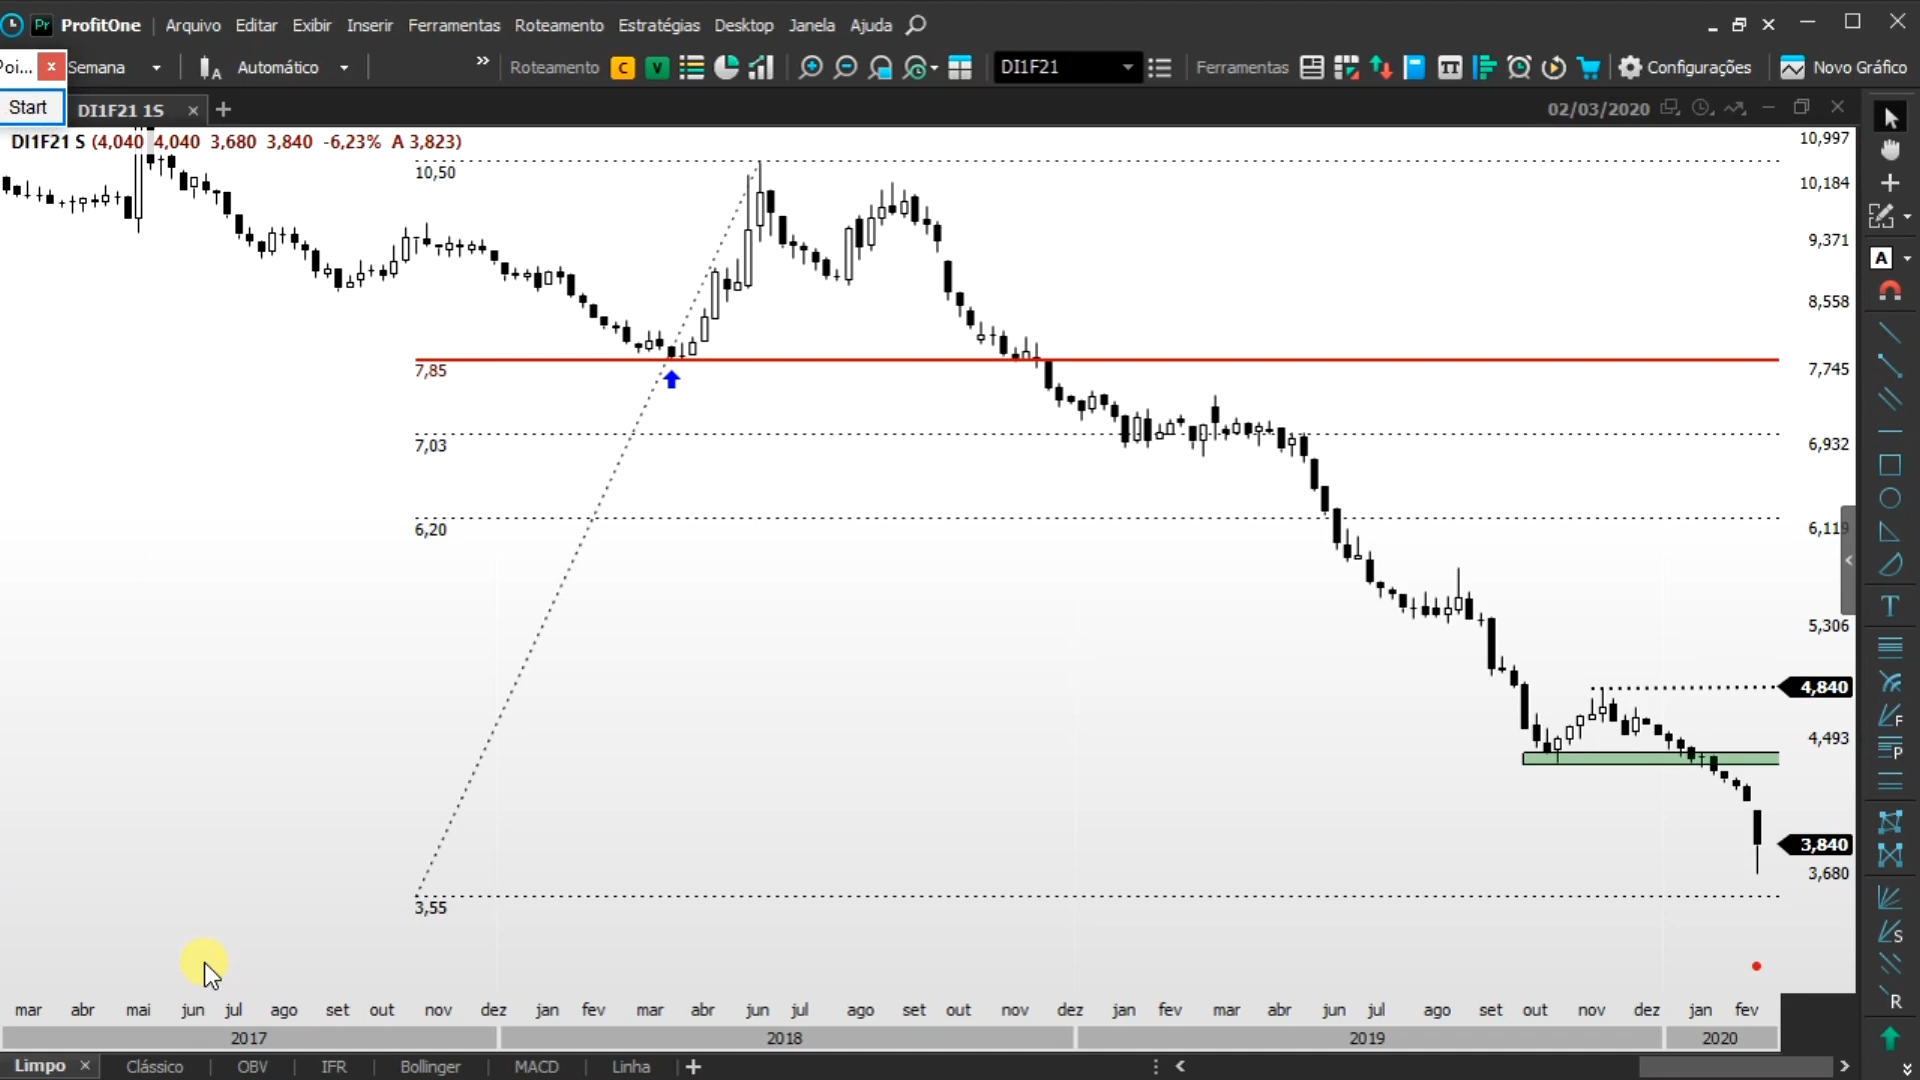 Pr ProfitOne Arquivo Editar Exibir Inserir Ferramentas Roteamento Estratégias Desktop Janela Ajuda
Poi... x Semana A Automático » Roteamento C V DI1F21 Ferramentas TT Configurações Novo Gráfico
Start DI1F21 1S × + 02/03/2020
DI1F21 S (4,040 4,040 3,680 3,840 -6,23% A 3,823)
10,997
10,50
10,184
9,371
8,558
7,85
7,745
7,03
6,932
6,20
6,119
5,306
4,840
4,493
3,840
3,680
3,55
A
T
F
P
S
R
mar abr mai jun jul ago set out nov dez jan fev mar abr jun jul ago set out nov dez jan fev mar abr jun jul ago set out nov dez jan fev
2017 2018 2019 2020
Limpo × Clássico OBV IFR Bollinger MACD Linha +